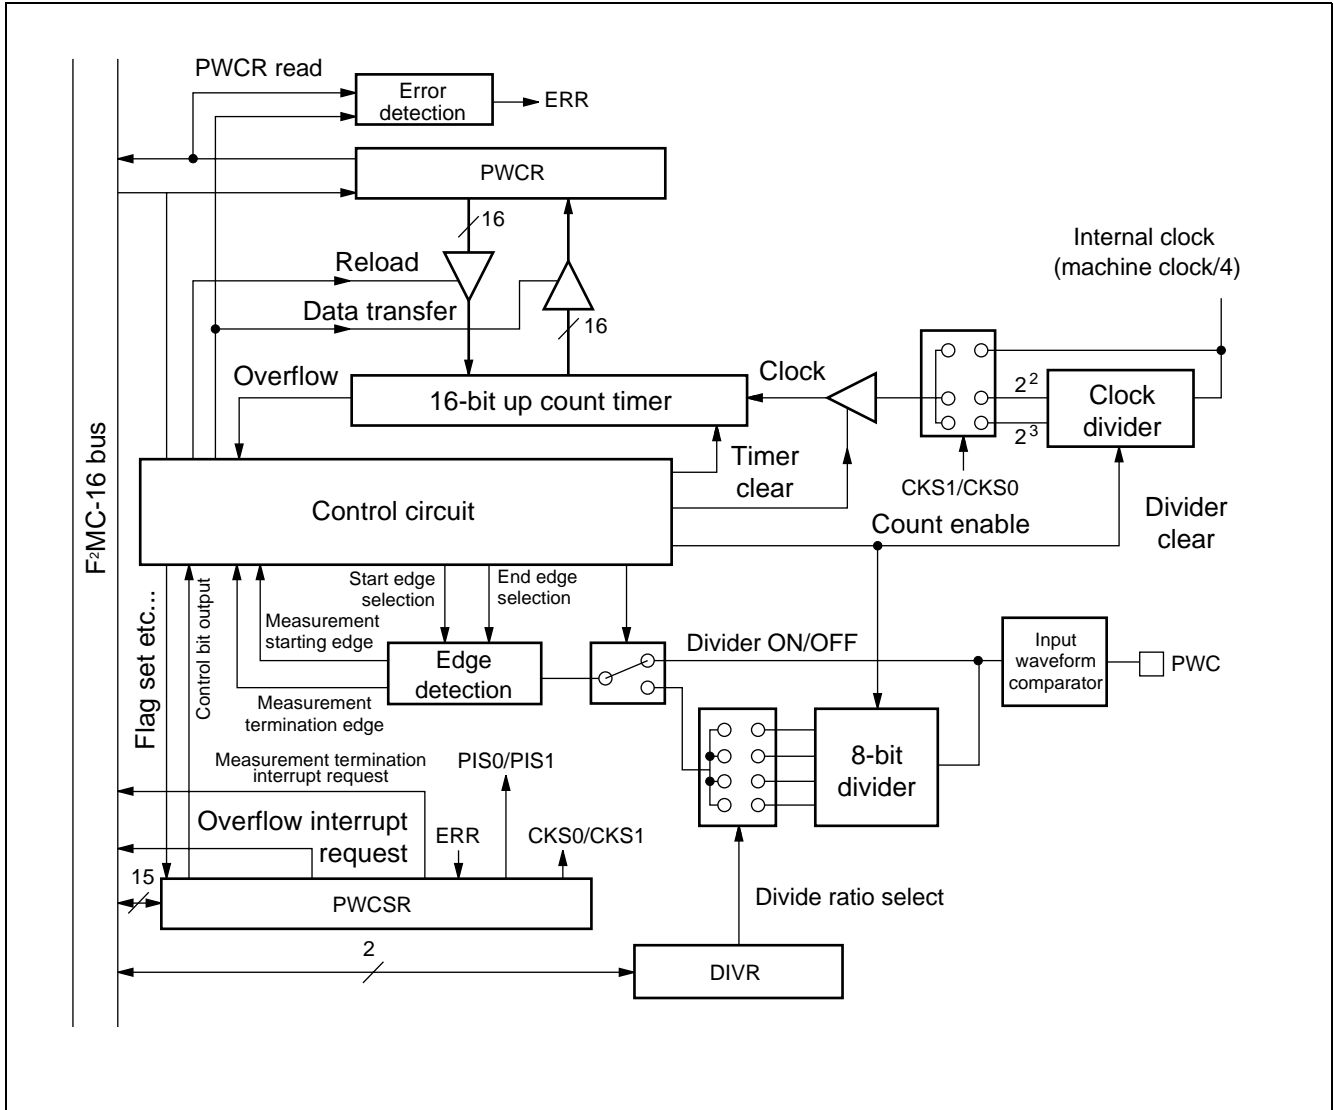 PWCR read
Error
detection
ERR
PWCR
16
Internal clock
(machine clock/4)
Reload
Data transfer
16
Overflow
16-bit up count timer
Clock
2²
2³
Clock
divider
CKS1/CKS0
Timer
clear
Control circuit
Count enable
Divider
clear
F²MC-16 bus
Flag set etc...
Control bit output
Start edge
selection
End edge
selection
Measurement
starting edge
Edge
detection
Measurement
termination edge
Divider ON/OFF
Input
waveform
comparator
PWC
8-bit
divider
Measurement termination
interrupt request
PIS0/PIS1
Overflow interrupt
request
ERR
CKS0/CKS1
15
PWCSR
Divide ratio select
2
DIVR